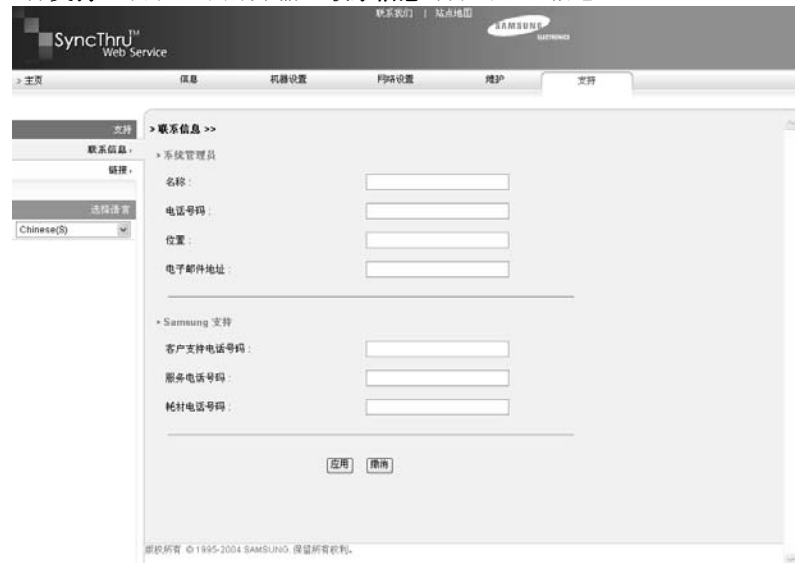 联系我们 | 站点地图
SAMSUNG
ELECTRONICS
SyncThru™
Web Service
> 主页 信息 机器设置 网络设置 维护 支持
支持
联系信息
链接
选择语言
Chinese(S)
> 联系信息 >>
系统管理员
名称 :
电话号码 :
位置 :
电子邮件地址 :
Samsung 支持
客户支持电话号码 :
服务电话号码 :
耗材电话号码 :
应用 撤消
版权所有 © 1995-2004 SAMSUNG. 保留所有权利。